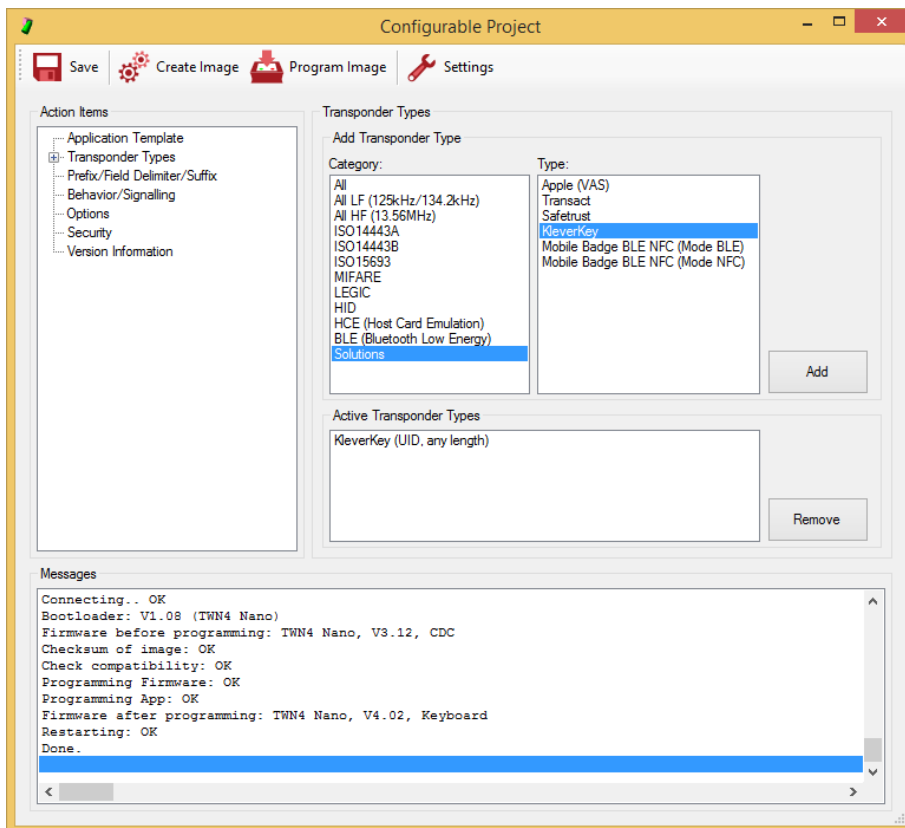 Configurable Project
Save
Create Image
Program Image
Settings
Action Items
Application Template
Transponder Types
Prefix/Field Delimiter/Suffix
Behavior/Signalling
Options
Security
Version Information
Transponder Types
Add Transponder Type
Category:
All
All LF (125kHz/134.2kHz)
All HF (13.56MHz)
ISO14443A
ISO14443B
ISO15693
MIFARE
LEGIC
HID
HCE (Host Card Emulation)
BLE (Bluetooth Low Energy)
Solutions
Type:
Apple (VAS)
Transact
Safetrust
KleverKey
Mobile Badge BLE NFC (Mode BLE)
Mobile Badge BLE NFC (Mode NFC)
Add
Active Transponder Types
KleverKey (UID, any length)
Remove
Messages
Connecting.. OK
Bootloader: V1.08 (TWN4 Nano)
Firmware before programming: TWN4 Nano, V3.12, CDC
Checksum of image: OK
Check compatibility: OK
Programming Firmware: OK
Programming App: OK
Firmware after programming: TWN4 Nano, V4.02, Keyboard
Restarting: OK
Done.